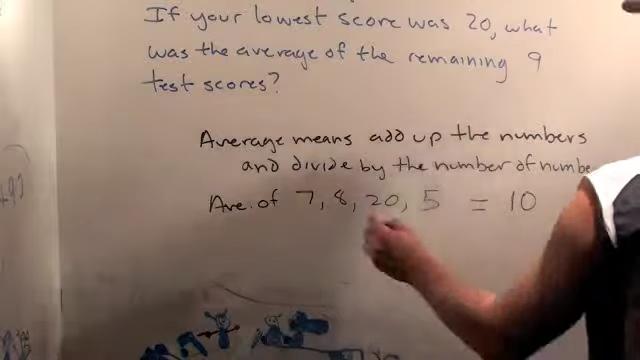 If your lowest score was 20, what
was the average of the remaining 9
test scores?
Average means add up the numbers
and divide by the number of numbe
Ave. of 7, 8, 20, 5 = 10